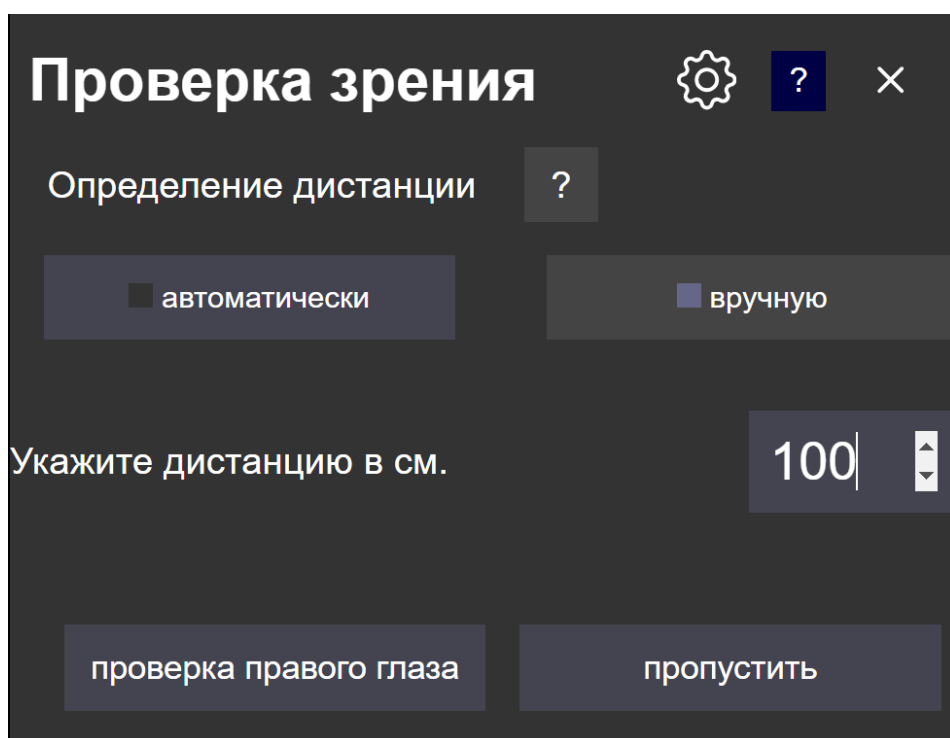 Проверка зрения ?
Определение дистанции ?
автоматически вручную
Укажите дистанцию в см. 100
проверка правого глаза пропустить